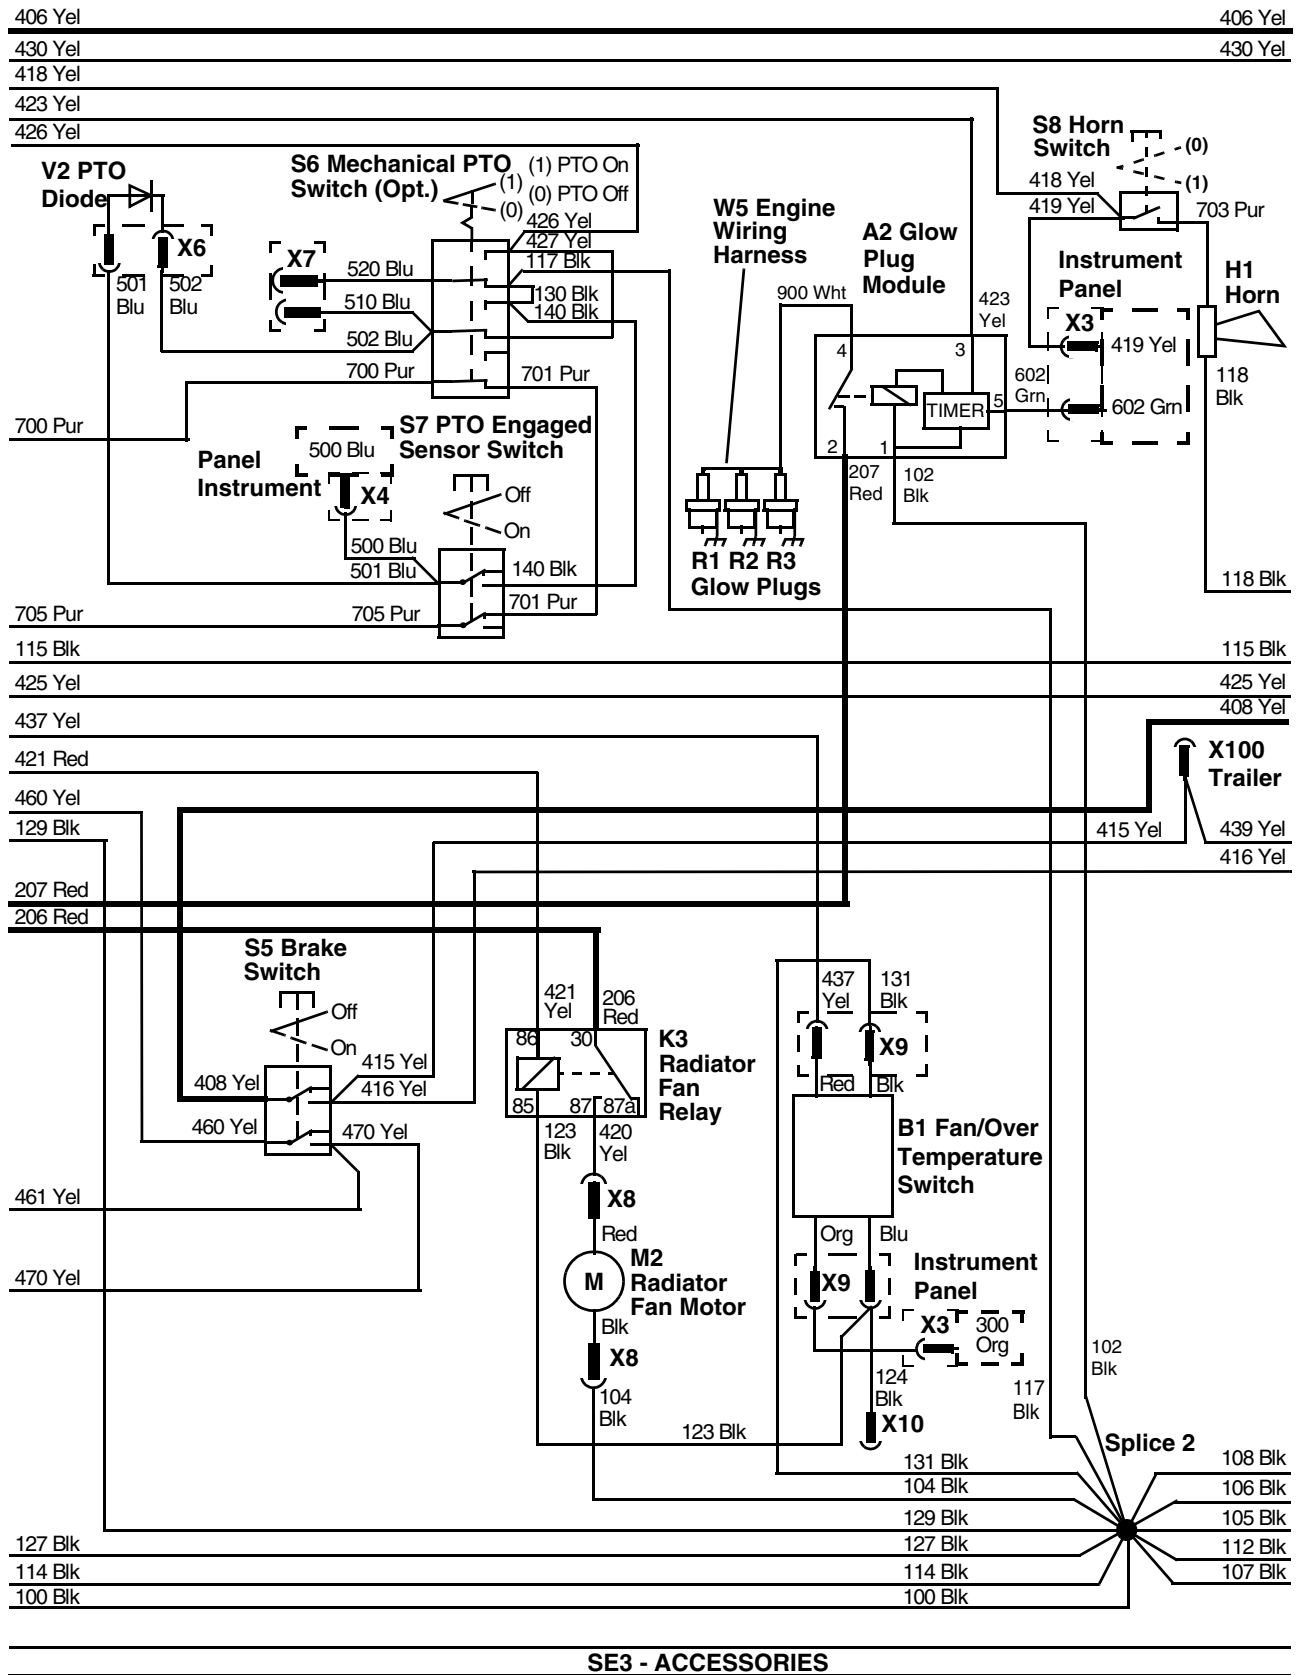 406 Yel
406 Yel
430 Yel
430 Yel
418 Yel
423 Yel
426 Yel
V2 PTO
Diode
X6
501
Blu
502
Blu
S6 Mechanical PTO
Switch (Opt.)
(1) PTO On
(0) PTO Off
(1)
(0)
426 Yel
427 Yel
117 Blk
X7
520 Blu
510 Blu
502 Blu
130 Blk
140 Blk
700 Pur
701 Pur
700 Pur
W5 Engine
Wiring
Harness
900 Wht
A2 Glow
Plug
Module
423
Yel
4
3
TIMER
5
2
1
602
Grn
207
Red
102
Blk
S8 Horn
Switch
(0)
(1)
418 Yel
419 Yel
703 Pur
Instrument
Panel
X3
419 Yel
602 Grn
H1
Horn
118
Blk
118 Blk
S7 PTO Engaged
Sensor Switch
Off
On
Panel
Instrument
500 Blu
X4
500 Blu
501 Blu
140 Blk
701 Pur
R1 R2 R3
Glow Plugs
705 Pur
705 Pur
115 Blk
115 Blk
425 Yel
425 Yel
408 Yel
437 Yel
421 Red
460 Yel
129 Blk
X100
Trailer
415 Yel
439 Yel
416 Yel
207 Red
206 Red
S5 Brake
Switch
Off
On
408 Yel
415 Yel
416 Yel
460 Yel
470 Yel
461 Yel
470 Yel
421
Yel
206
Red
86
30
85
87
87a
K3
Radiator
Fan
Relay
123
Blk
420
Yel
X8
Red
M
M2
Radiator
Fan Motor
Blk
X8
104
Blk
437
Yel
131
Blk
X9
Red
Blk
B1 Fan/Over
Temperature
Switch
Org
Blu
X9
Instrument
Panel
X3
300
Org
124
Blk
X10
123 Blk
117
Blk
102
Blk
Splice 2
131 Blk
108 Blk
104 Blk
106 Blk
129 Blk
105 Blk
127 Blk
127 Blk
112 Blk
114 Blk
114 Blk
107 Blk
100 Blk
100 Blk
SE3 - ACCESSORIES